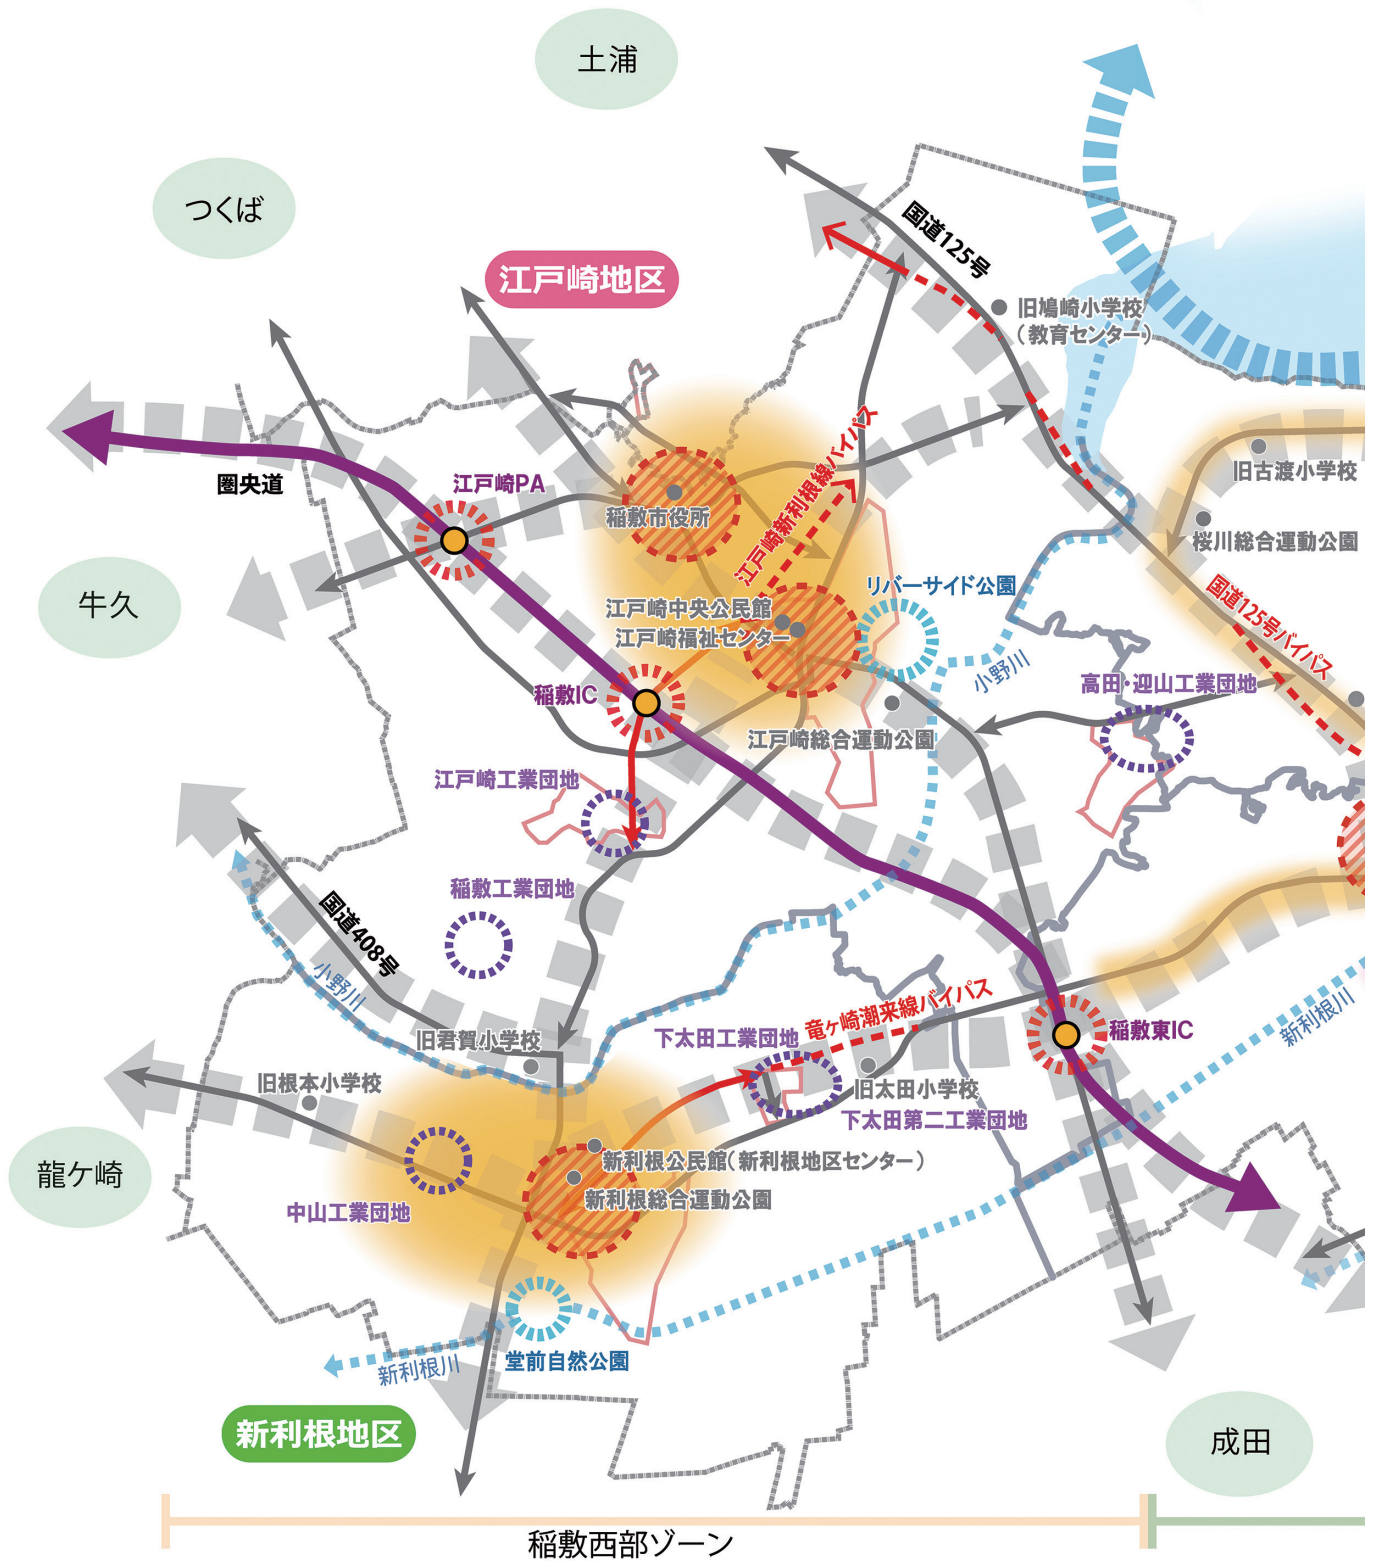 土浦
つくば
国道125号
江戸崎地区
旧鳩崎小学校
（教育センター）
江戸崎新利根線バイパス
旧古渡小学校
圏央道
江戸崎PA
稲敷市役所
桜川総合運動公園
牛久
リバーサイド公園
国道125号バイパス
江戸崎中央公民館
江戸崎福祉センター
小野川
高田・迎山工業団地
稲敷IC
江戸崎総合運動公園
江戸崎工業団地
稲敷工業団地
国道408号
小野川
竜ヶ崎潮来線バイパス
新利根川
旧君賀小学校
下太田工業団地
稲敷東IC
旧根本小学校
旧太田小学校
下太田第二工業団地
龍ケ崎
新利根公民館（新利根地区センター）
新利根総合運動公園
中山工業団地
新利根川
堂前自然公園
新利根地区
成田
稲敷西部ゾーン